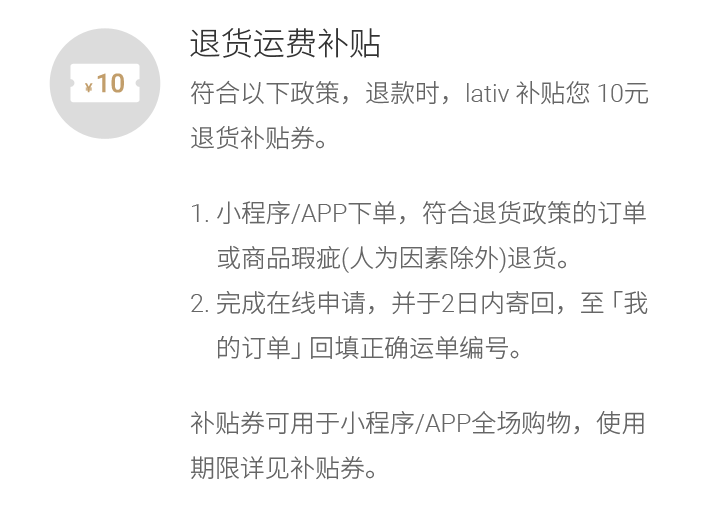 退货运费补贴
¥10
符合以下政策，退款时，lativ 补贴您 10元
退货补贴券。
1. 小程序/APP下单，符合退货政策的订单
或商品瑕疵(人为因素除外)退货。
2. 完成在线申请，并于2日内寄回，至「我
的订单」回填正确运单编号。
补贴券可用于小程序/APP全场购物，使用
期限详见补贴券。